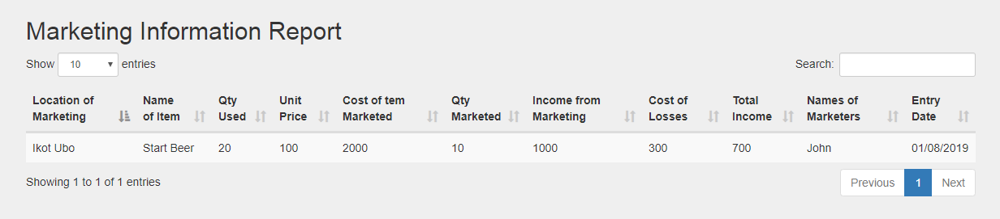 Marketing Information Report
Show 10 entries Search:
Location of Marketing Name of Item Qty Used Unit Price Cost of tem Marketed Qty Marketed Income from Marketing Cost of Losses Total Income Names of Marketers Entry Date
Ikot Ubo Start Beer 20 100 2000 10 1000 300 700 John 01/08/2019
Showing 1 to 1 of 1 entries Previous 1 Next